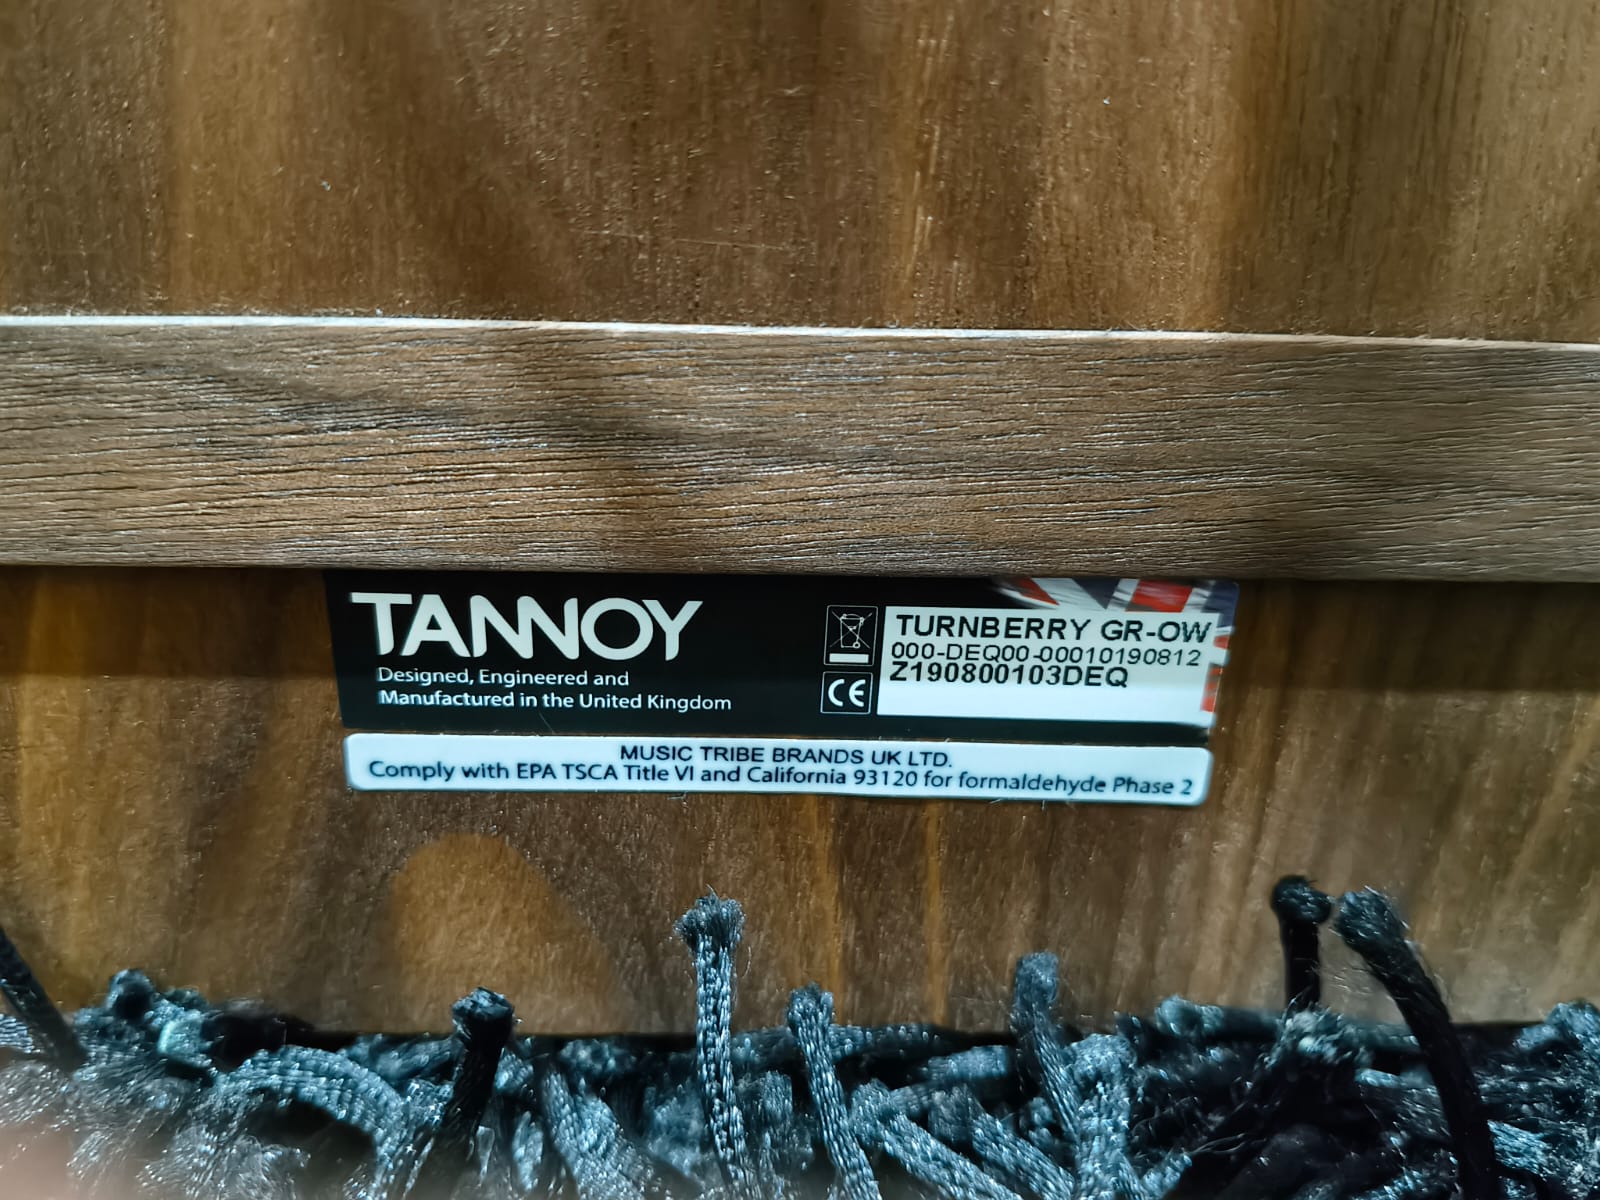 TANNOY
Designed, Engineered and
Manufactured in the United Kingdom
CE
TURNBERRY GR-OW
000-DEQ00-00010190812
Z190800103DEQ
MUSIC TRIBE BRANDS UK LTD.
Comply with EPA TSCA Title VI and California 93120 for formaldehyde Phase 2